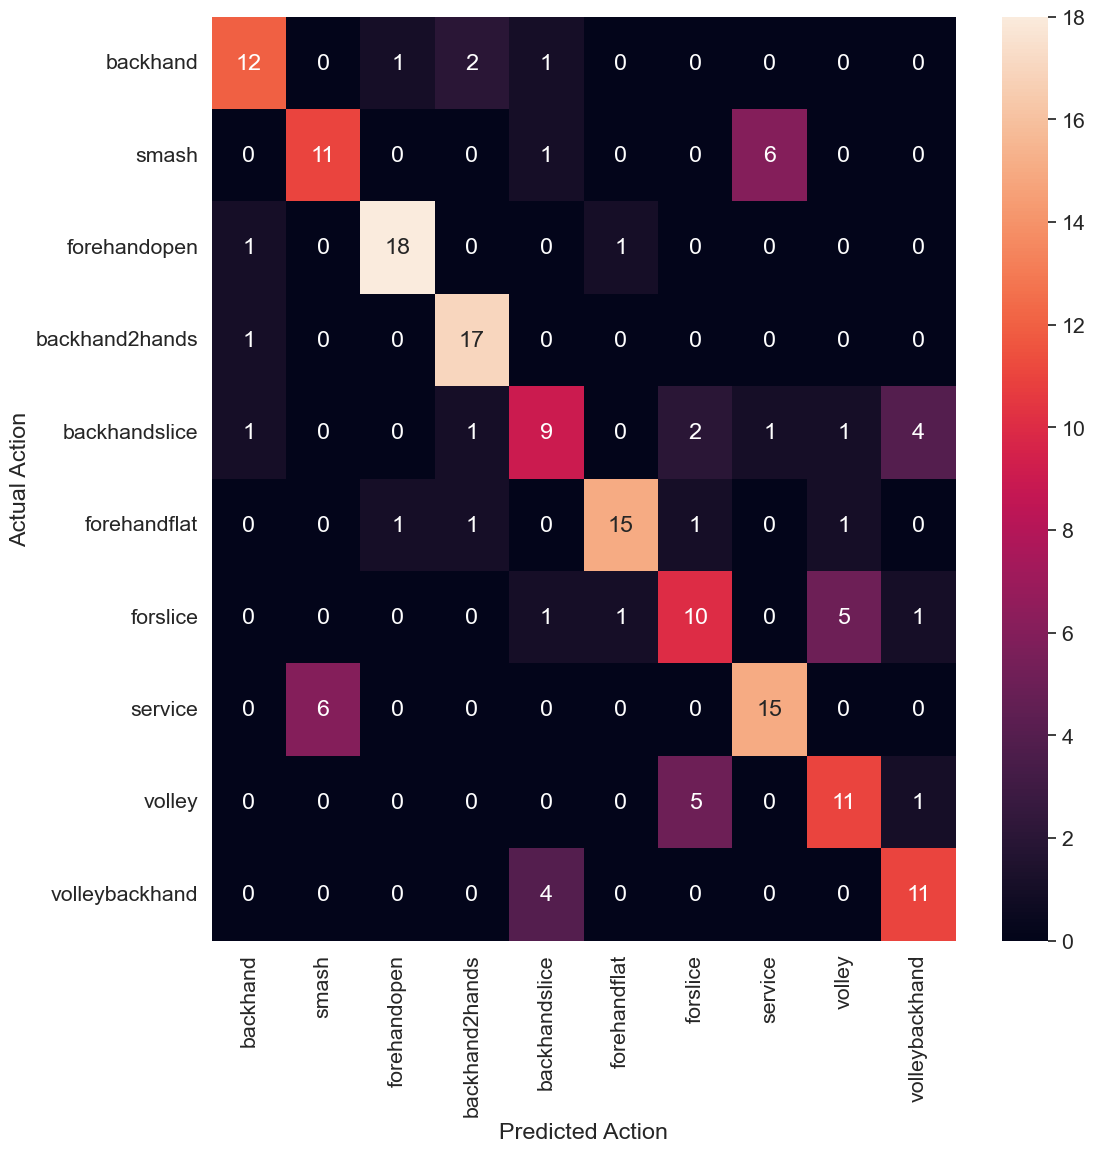 backhand 12 0 1 2 1 0 0 0 0 0
smash 0 11 0 0 1 0 0 6 0 0
forehandopen 1 0 18 0 0 1 0 0 0 0
backhand2hands 1 0 0 17 0 0 0 0 0 0
backhandslice 1 0 0 1 9 0 2 1 1 4
forehandflat 0 0 1 1 0 15 1 0 1 0
forslice 0 0 0 0 1 1 10 0 5 1
service 0 6 0 0 0 0 0 15 0 0
volley 0 0 0 0 0 0 5 0 11 1
volleybackhand 0 0 0 0 4 0 0 0 0 11
Actual Action
backhand
smash
forehandopen
backhand2hands
backhandslice
forehandflat
forslice
service
volley
volleybackhand
Predicted Action
18
16
14
12
10
8
6
4
2
0